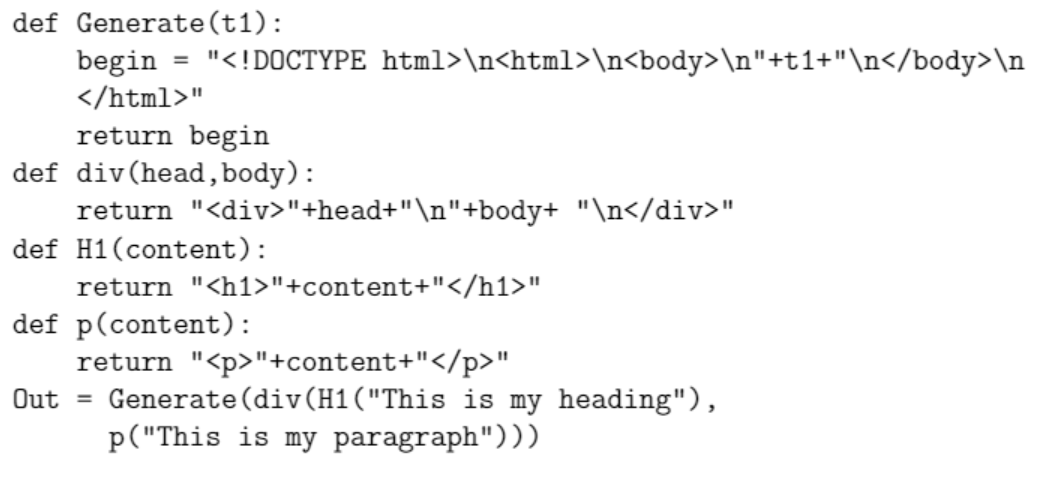 def Generate(t1):
    begin = "<!DOCTYPE html>\n<html>\n<body>\n"+t1+"\n</body>\n
    </html>"
    return begin
def div(head,body):
    return "<div>"+head+"\n"+body+ "\n</div>"
def H1(content):
    return "<h1>"+content+"</h1>"
def p(content):
    return "<p>"+content+"</p>"
Out = Generate(div(H1("This is my heading"),
      p("This is my paragraph")))